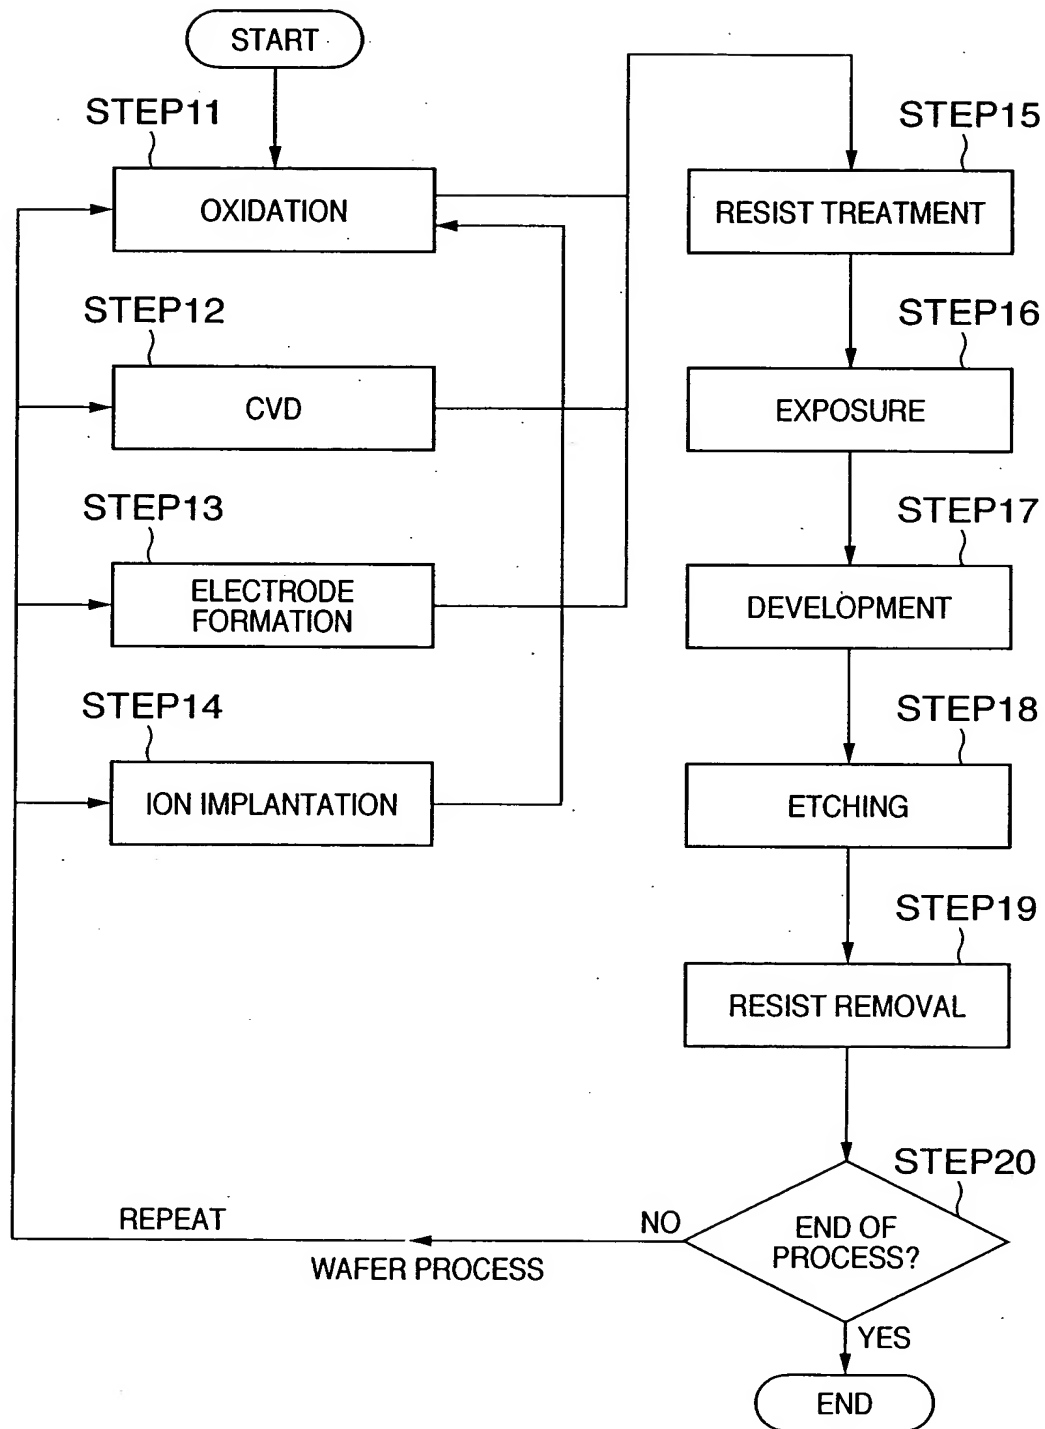 START
STEP11
OXIDATION
STEP12
CVD
STEP13
ELECTRODE
FORMATION
STEP14
ION IMPLANTATION
STEP15
RESIST TREATMENT
STEP16
EXPOSURE
STEP17
DEVELOPMENT
STEP18
ETCHING
STEP19
RESIST REMOVAL
STEP20
END OF
PROCESS?
NO
REPEAT
WAFER PROCESS
YES
END